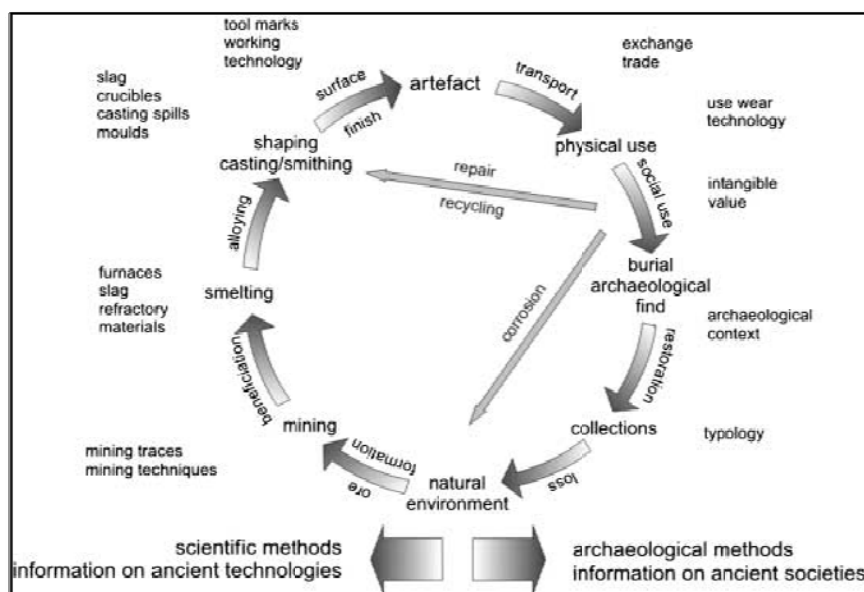 tool marks
working
technology
exchange
trade
slag
crucibles
casting spills
moulds
surface
finish
artefact
transport
use wear
technology
shaping
casting/smithing
physical use
repair
recycling
social use
intangible
value
alloying
burial
archaeological
find
furnaces
slag
refractory
materials
smelting
corrosion
archaeological
context
restoration
beneficiation
mining
collections
typology
mining traces
mining techniques
formation
ore
natural
environment
loss
scientific methods
information on ancient technologies
archaeological methods
information on ancient societies